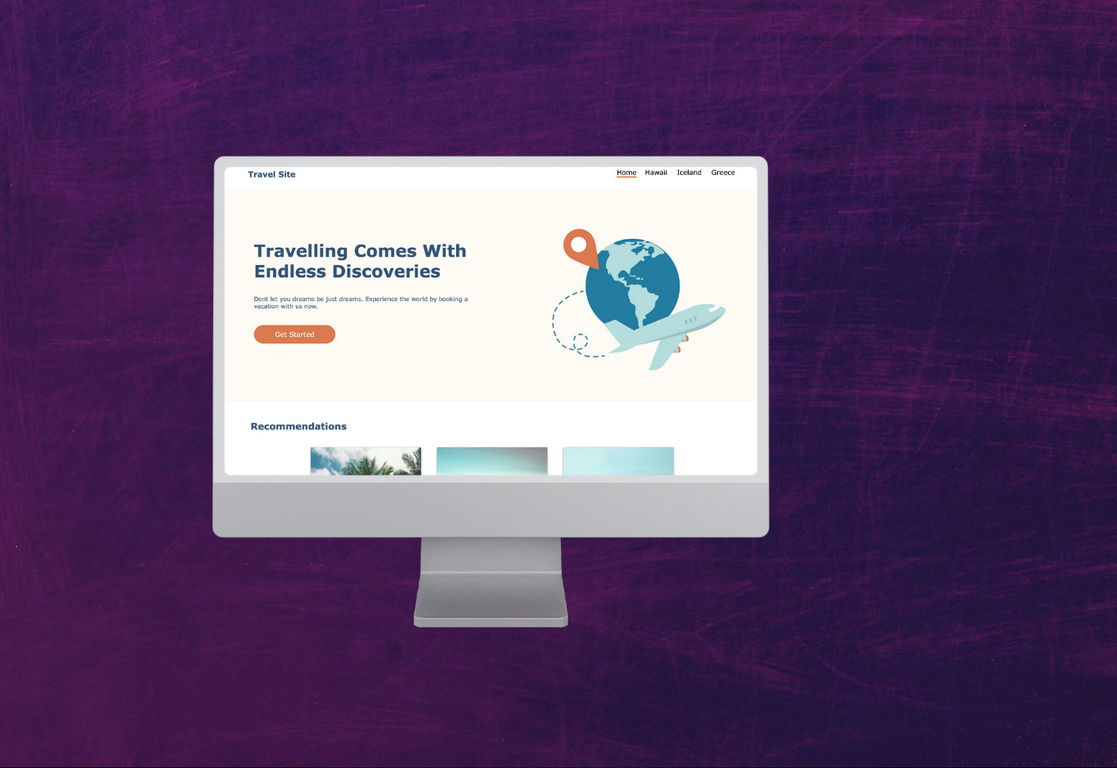 Travel Site
Home Hawaii Iceland Greece
Travelling Comes With
Endless Discoveries
Dont let you dreams be just dreams. Experience the world by booking a
vacation with us now.
Get Started
Recommendations